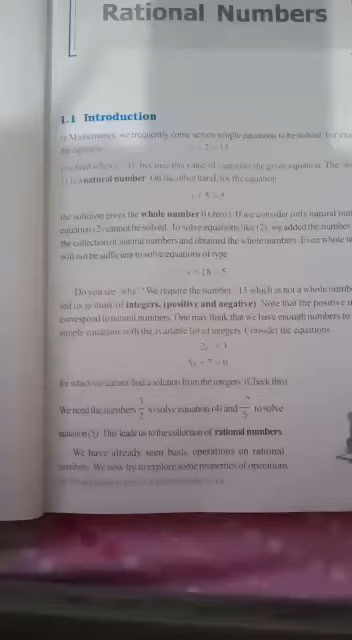 Rational Numbers
1.1 Introduction
In Mathematics, we frequently come across simple equations to be solved. For
the equation x + 2 = 13
is solved when x = 11, because this value of x satisfies the given equation. The
11 is a natural number. On the other hand, for the equation
x + 5 = 5
the solution gives the whole number 0 (zero). If we consider only natural
equation (2) cannot be solved. To solve equations like (2), we added the number
the collection of natural numbers and obtained the whole numbers. Even whole
will not be sufficient to solve equations of type
x + 18 = 5
Do you see 'why'? We require the number –13 which is not a whole
led us to think of integers, (positive and negative). Note that the positive
correspond to natural numbers. One may think that we have enough numbers to
simple equations with the available list of integers. Consider the equations
2x = 3
5x + 7 = 0
for which we cannot find a solution from the integers. (Check this)
We need the numbers 3/2 to solve equation (4) and –7/5 to solve
equation (5). This leads us to the collection of rational numbers.
We have already seen basic operations on rational
numbers. We now try to explore some properties of operations